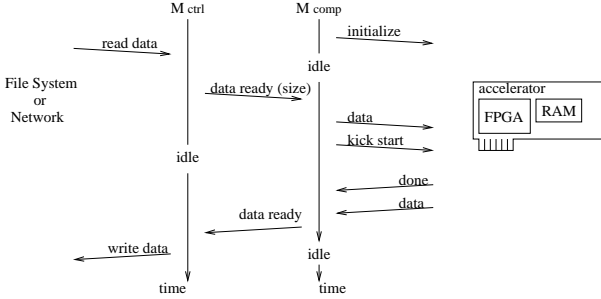 M ctrl
M comp
initialize
read data
idle
File System
or
Network
data ready (size)
accelerator
FPGA
RAM
data
kick start
idle
done
data
data ready
write data
idle
time
time